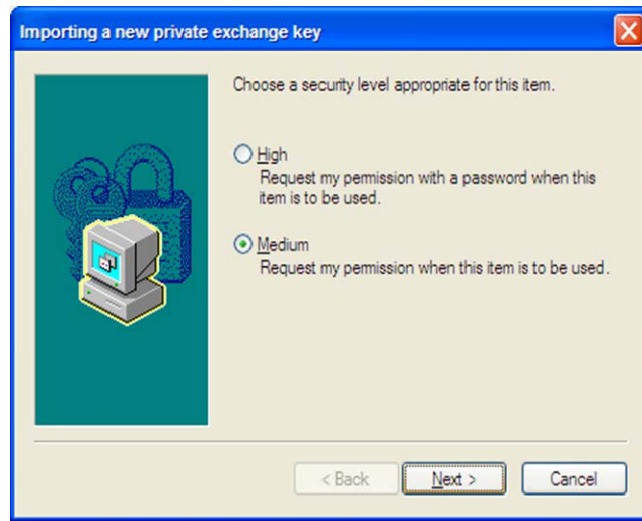 Importing a new private exchange key
Choose a security level appropriate for this item.
High
Request my permission with a password when this
item is to be used.
Medium
Request my permission when this item is to be used.
< Back
Next >
Cancel